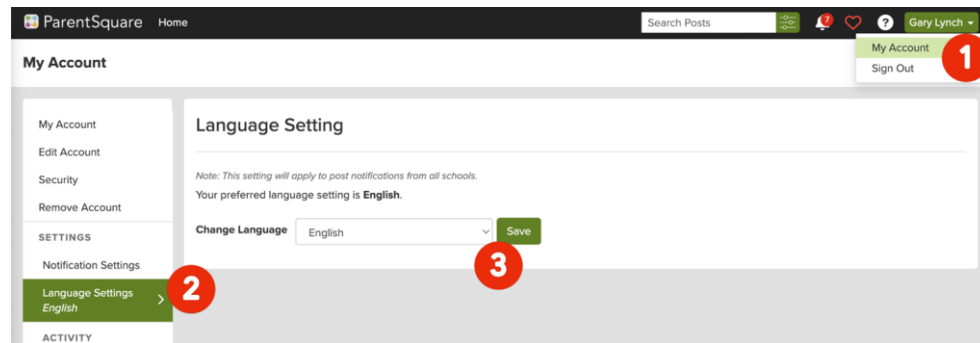 ParentSquare Home Search Posts 7 ? Gary Lynch
My Account
Sign Out
1
My Account
My Account
Edit Account
Security
Remove Account
SETTINGS
Notification Settings
Language Settings
English
2
ACTIVITY
Language Setting
Note: This setting will apply to post notifications from all schools.
Your preferred language setting is English.
Change Language English Save
3